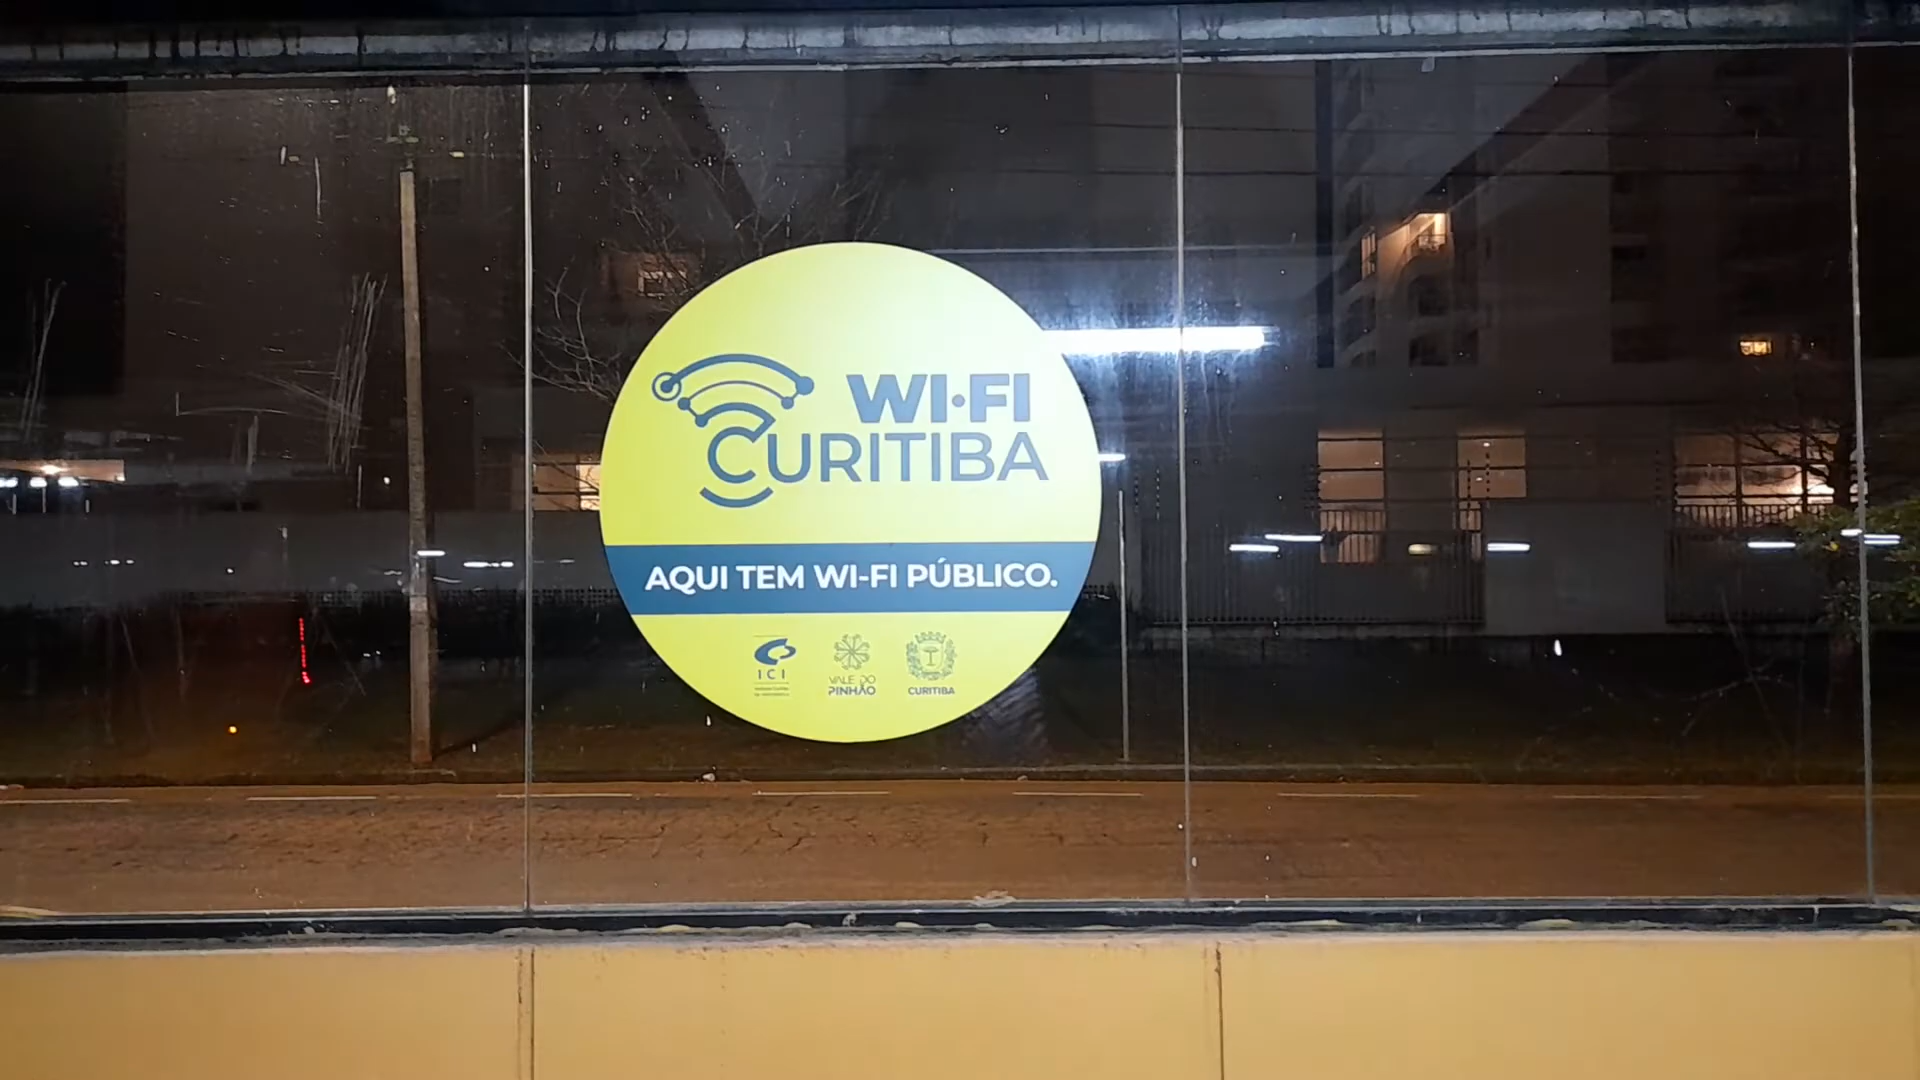 WI-FI
CURITIBA
AQUI TEM WI-FI PÚBLICO.
ICI
VALE DO
PINHÃO
CURITIBA